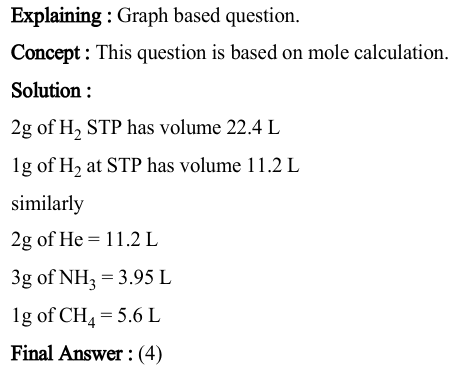 Explaining : Graph based question.
Concept : This question is based on mole calculation.
Solution :
2g of H₂ STP has volume 22.4 L
1g of H₂ at STP has volume 11.2 L
similarly
2g of He = 11.2 L
3g of NH₃ = 3.95 L
1g of CH₄ = 5.6 L
Final Answer : (4)